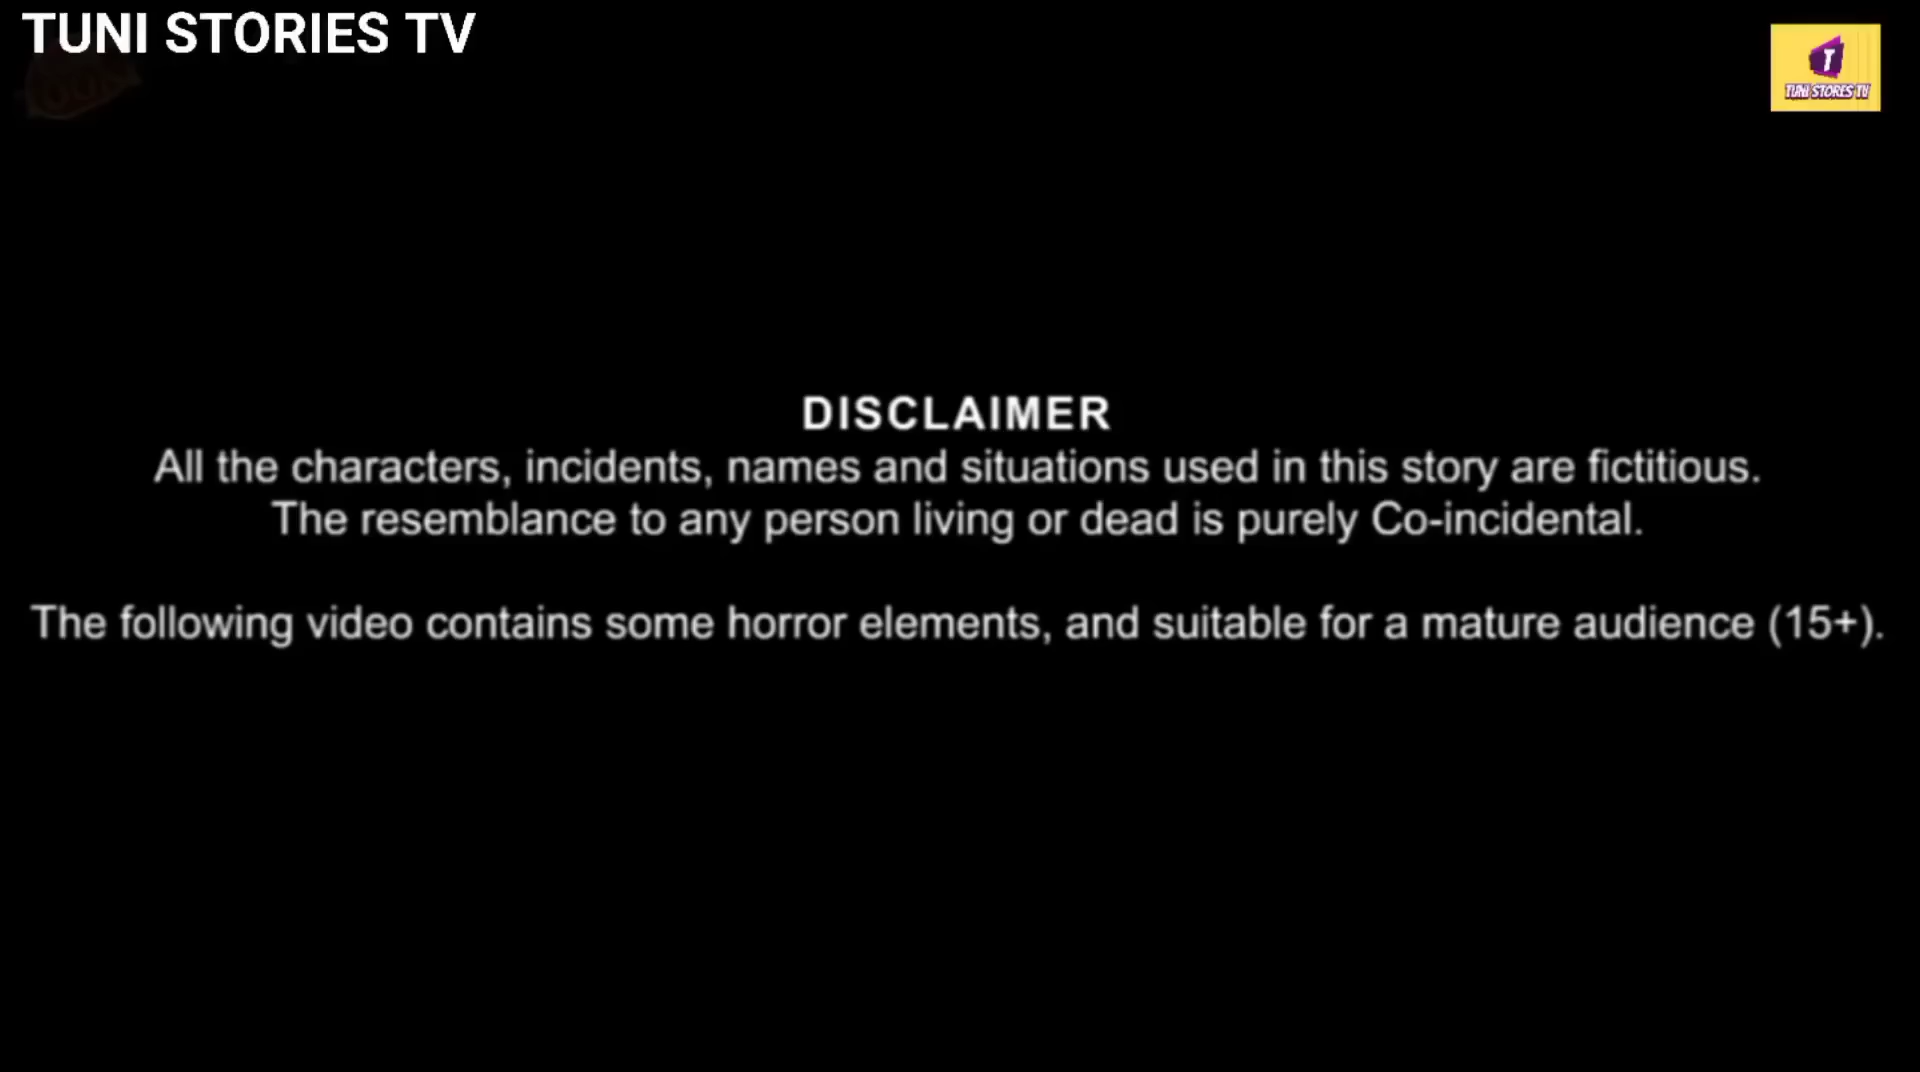 TUNI STORIES TV
T
TUNI STORES TV
DISCLAIMER
All the characters, incidents, names and situations used in this story are fictitious.
The resemblance to any person living or dead is purely Co-incidental.
The following video contains some horror elements, and suitable for a mature audience (15+).